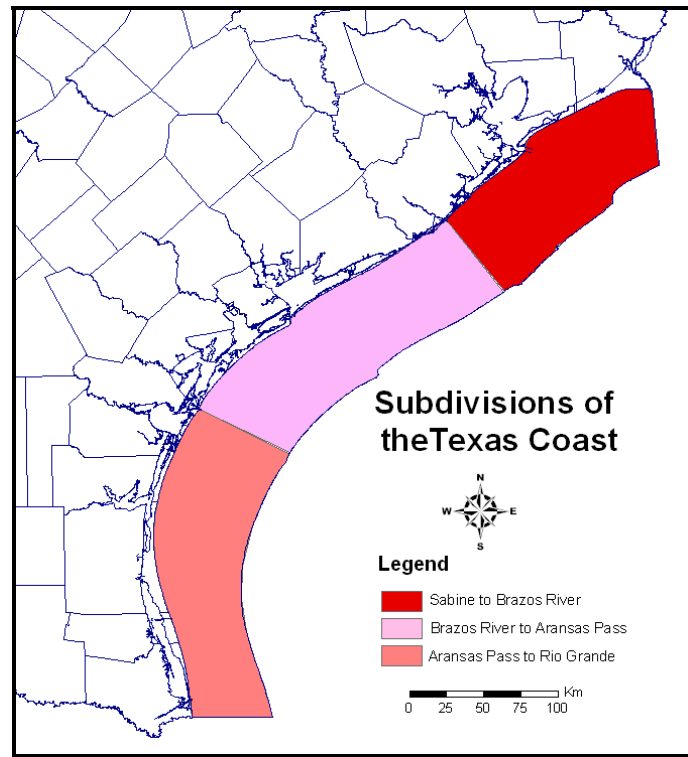 Subdivisions of
theTexas Coast
N
W E
S
Legend
Sabine to Brazos River
Brazos River to Aransas Pass
Aransas Pass to Rio Grande
Km
0 25 50 75 100